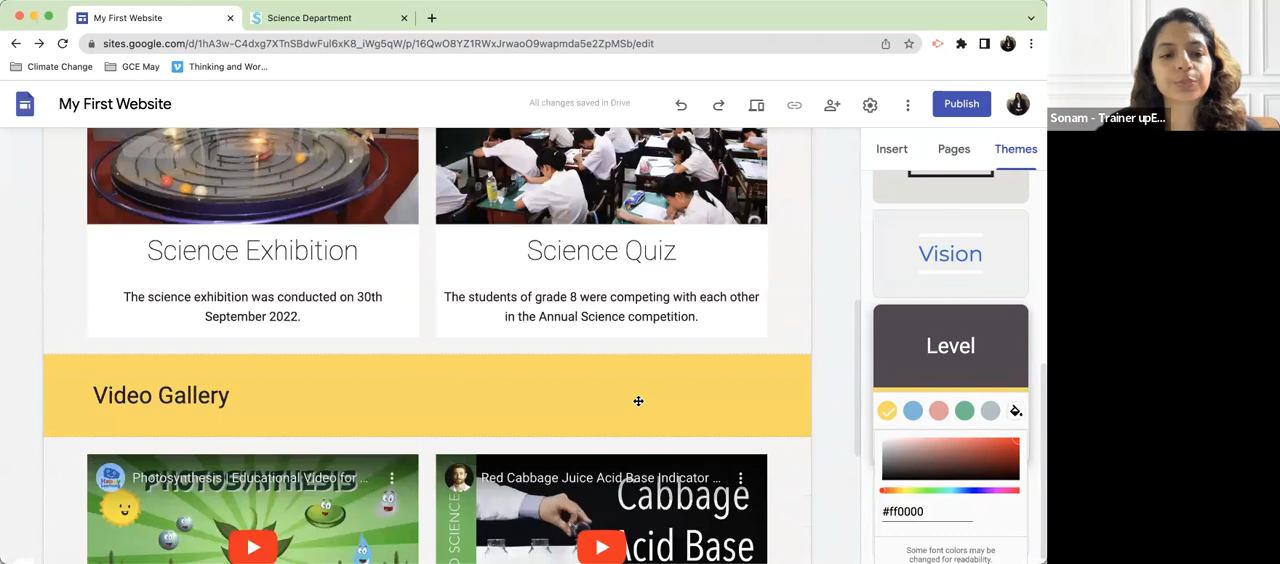 My First Website
Science Department
sites.google.com/d/1hA3w-C4dxg7XTnSBdwFul6xK8_iWg5qW/p/16QwO8YZ1RWxJrwaoO9wapmda5e2ZpMSb/edit
Climate Change
GCE May
Thinking and Wor...
My First Website
All changes saved in Drive
Publish
Sonam - Trainer upE...
Insert
Pages
Themes
Science Exhibition
Science Quiz
The science exhibition was conducted on 30th
September 2022.
The students of grade 8 were competing with each other
in the Annual Science competition.
Vision
Level
Video Gallery
#ff0000
Some font colors may be
changed for readability.
Photosynthesis | Educational Video for ...
PHOTOSYNTHESIS
Red Cabbage Juice Acid Base Indicator ...
SCIENCE
Cabbage
Acid Base